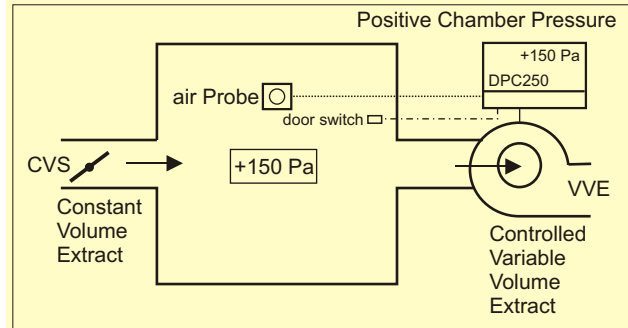 Positive Chamber Pressure
+150 Pa
DPC250
air Probe
door switch
CVS
+150 Pa
VVE
Constant
Volume
Extract
Controlled
Variable
Volume
Extract